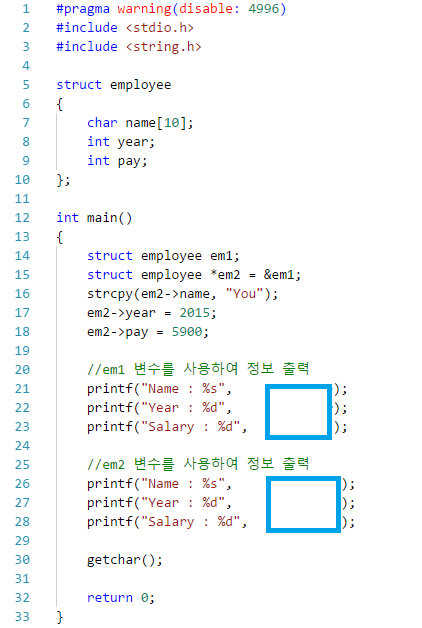 1 #pragma warning(disable: 4996)
2 #include <stdio.h>
3 #include <string.h>
4
5 struct employee
6 {
7 char name[10];
8 int year;
9 int pay;
10 };
11
12 int main()
13 {
14 struct employee em1;
15 struct employee *em2 = &em1;
16 strcpy(em2->name, "You");
17 em2->year = 2015;
18 em2->pay = 5900;
19
20 //em1 변수를 사용하여 정보 출력
21 printf("Name : %s", );
22 printf("Year : %d", );
23 printf("Salary : %d", );
24
25 //em2 변수를 사용하여 정보 출력
26 printf("Name : %s", );
27 printf("Year : %d", );
28 printf("Salary : %d", );
29
30 getchar();
31
32 return 0;
33 }